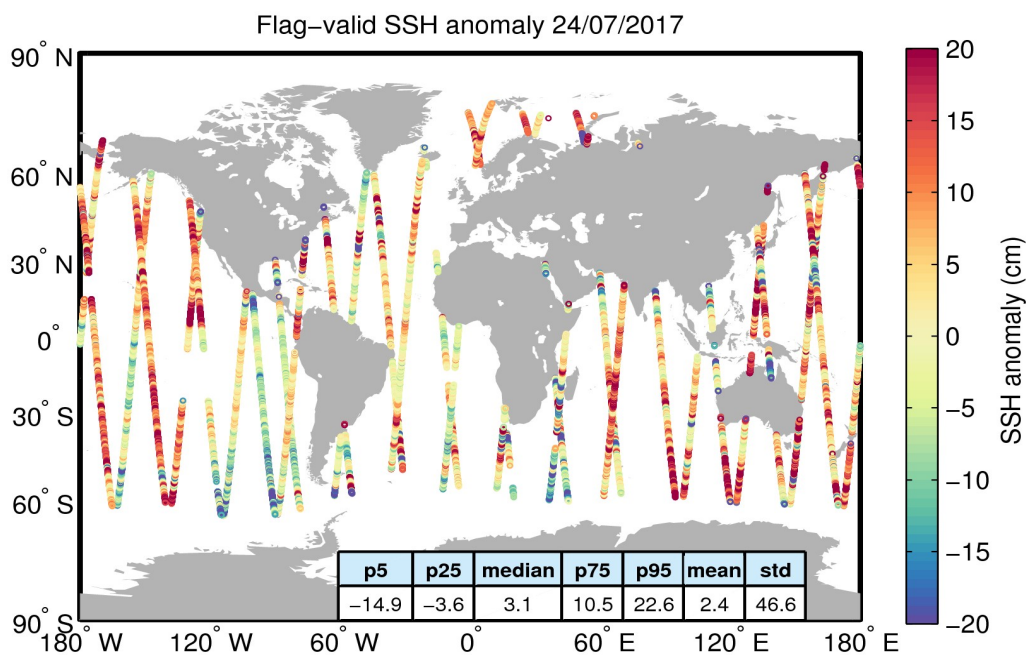 Flag−valid SSH anomaly 24/07/2017
90° N
60° N
30° N
0°
30° S
60° S
90° S
180° W
120° W
60° W
0°
60° E
120° E
180° E
p5 p25 median p75 p95 mean std
−14.9 −3.6 3.1 10.5 22.6 2.4 46.6
20
15
10
5
0
−5
−10
−15
−20
SSH anomaly (cm)